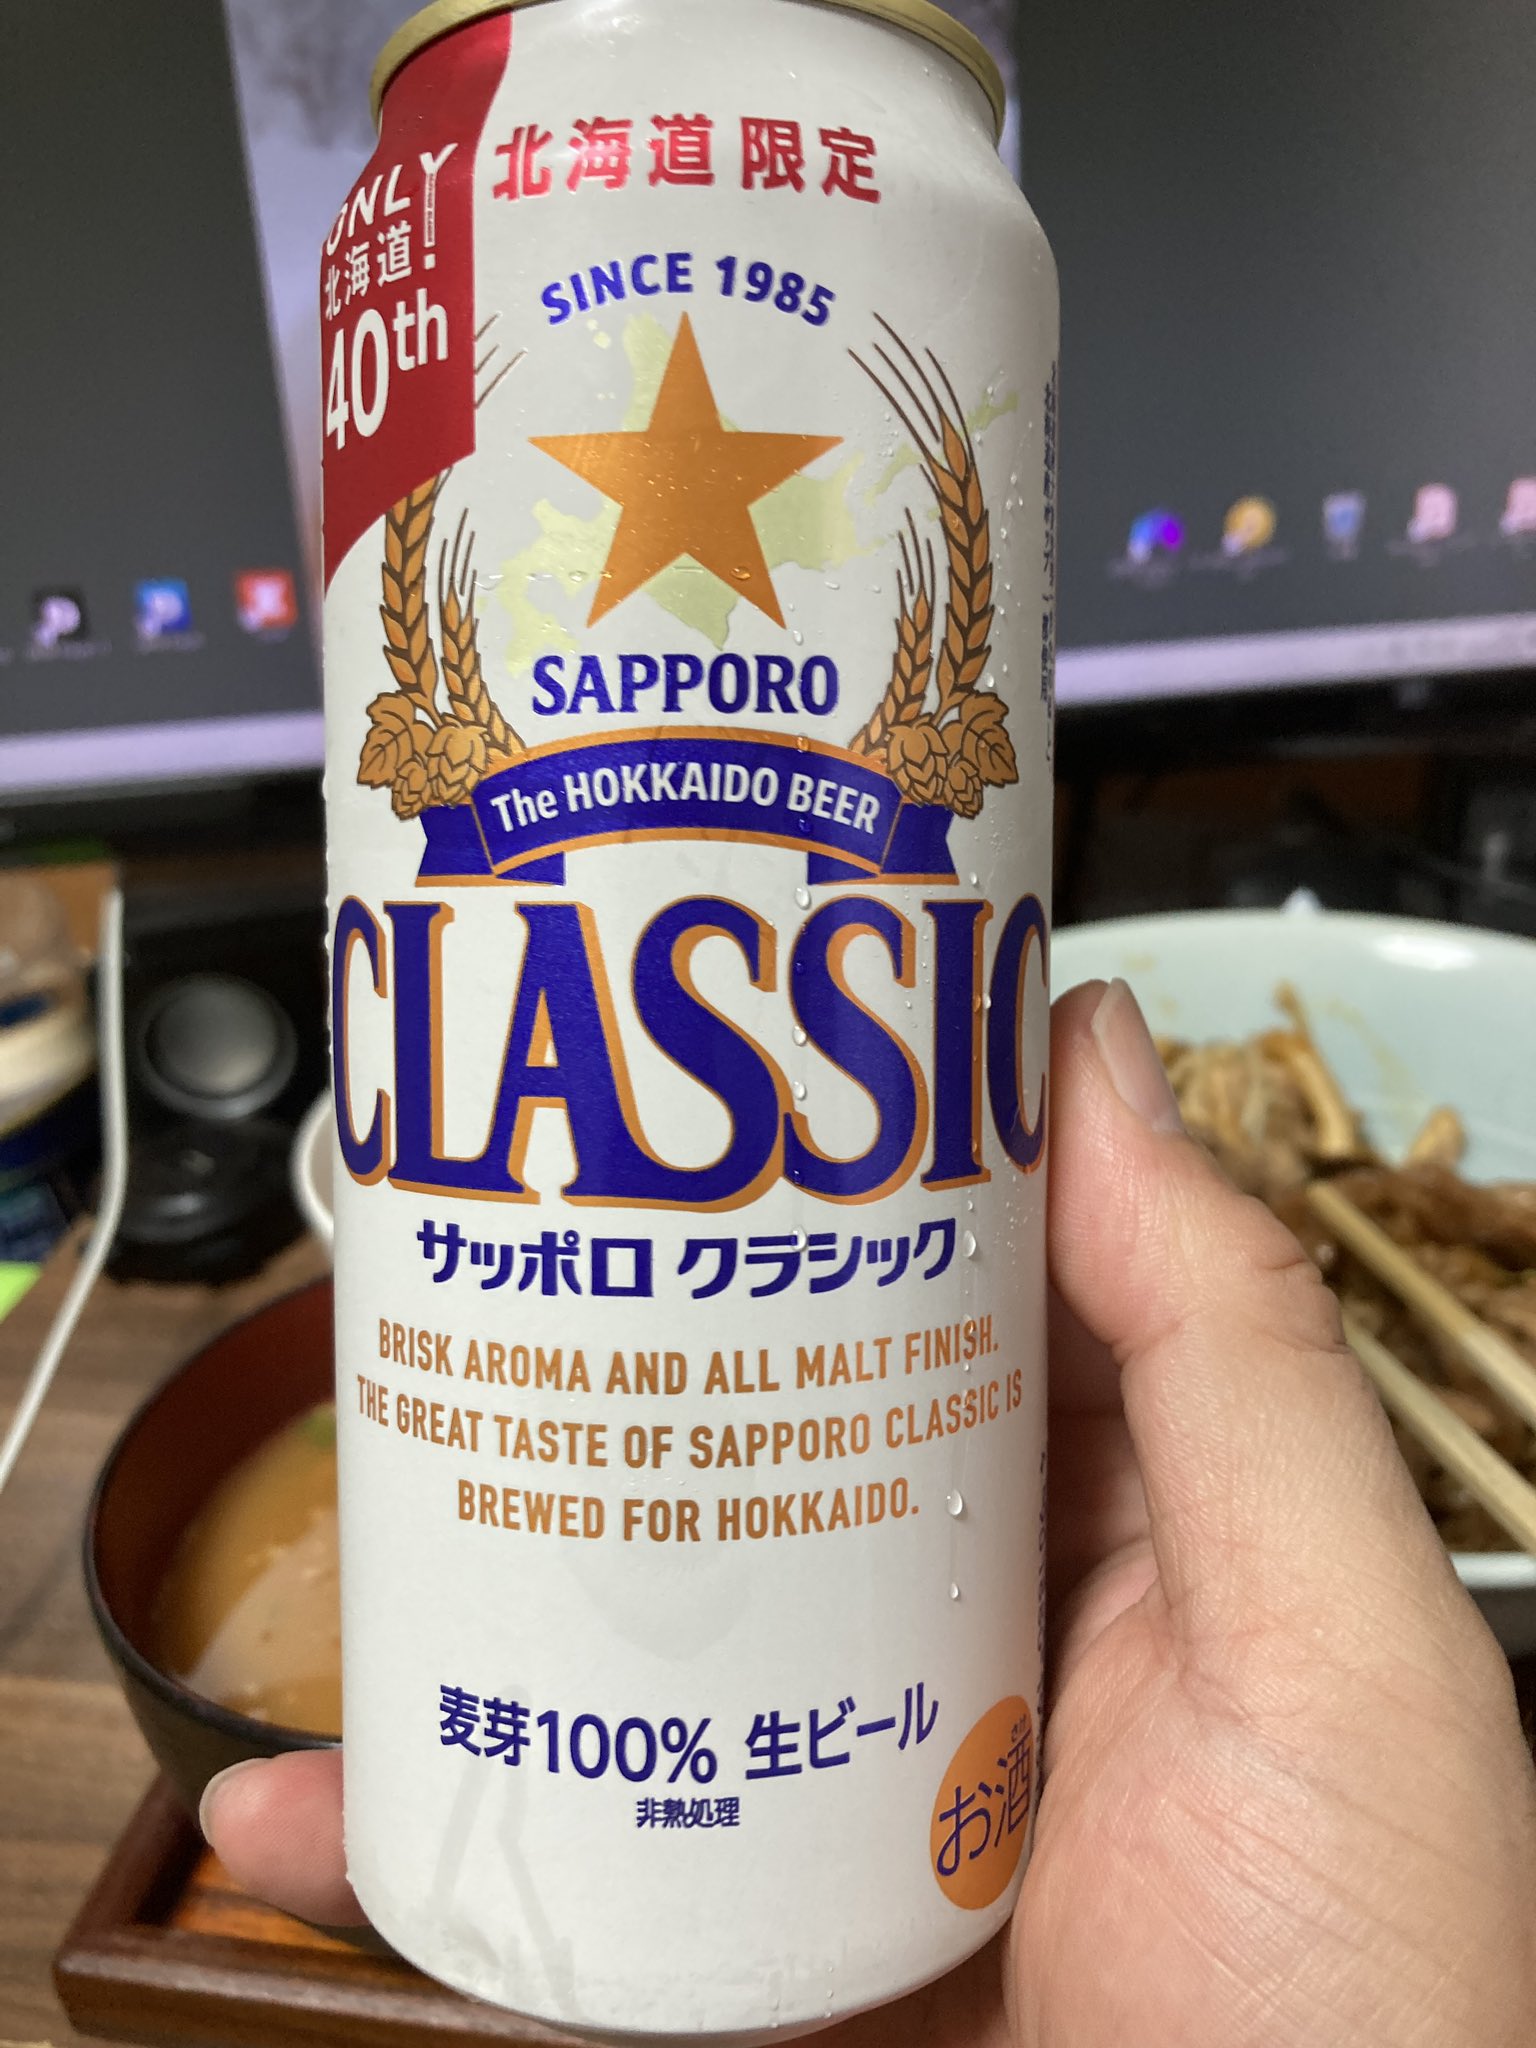 ONLY
北海道!
40th
北海道 限定
SINCE 1985
SAPPORO
The HOKKAIDO BEER
CLASSIC
サッポロ クラシック
BRISK AROMA AND ALL MALT FINISH.
THE GREAT TASTE OF SAPPORO CLASSIC IS
BREWED FOR HOKKAIDO.
麦芽100% 生ビール
非熱処理
さけ
お酒